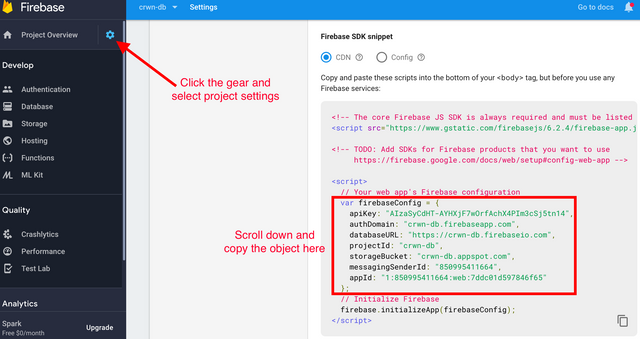 Firebase
crwn-db
Settings
Go to docs
Project Overview
Develop
Authentication
Database
Storage
Hosting
Functions
ML Kit
Quality
Crashlytics
Performance
Test Lab
Analytics
Spark
Free $0/month
Upgrade
Click the gear and
select project settings
Scroll down and
copy the object here
Firebase SDK snippet
CDN
Config
Copy and paste these scripts into the bottom of your <body> tag, but before you use any
Firebase services:
<!-- The core Firebase JS SDK is always required and must be listed
<script src="https://www.gstatic.com/firebasejs/6.2.4/firebase-app.j
<!-- TODO: Add SDKs for Firebase products that you want to use
https://firebase.google.com/docs/web/setup#config-web-app -->
<script>
// Your web app's Firebase configuration
var firebaseConfig = {
apiKey: "AIzaSyCdHT-AYHXjF7wOrfAchX4PIm3cSj5tn14",
authDomain: "crwn-db.firebaseapp.com",
databaseURL: "https://crwn-db.firebaseio.com",
projectId: "crwn-db",
storageBucket: "crwn-db.appspot.com",
messagingSenderId: "850995411664",
appId: "1:850995411664:web:7ddc01d597846f65"
};
// Initialize Firebase
firebase.initializeApp(firebaseConfig);
</script>